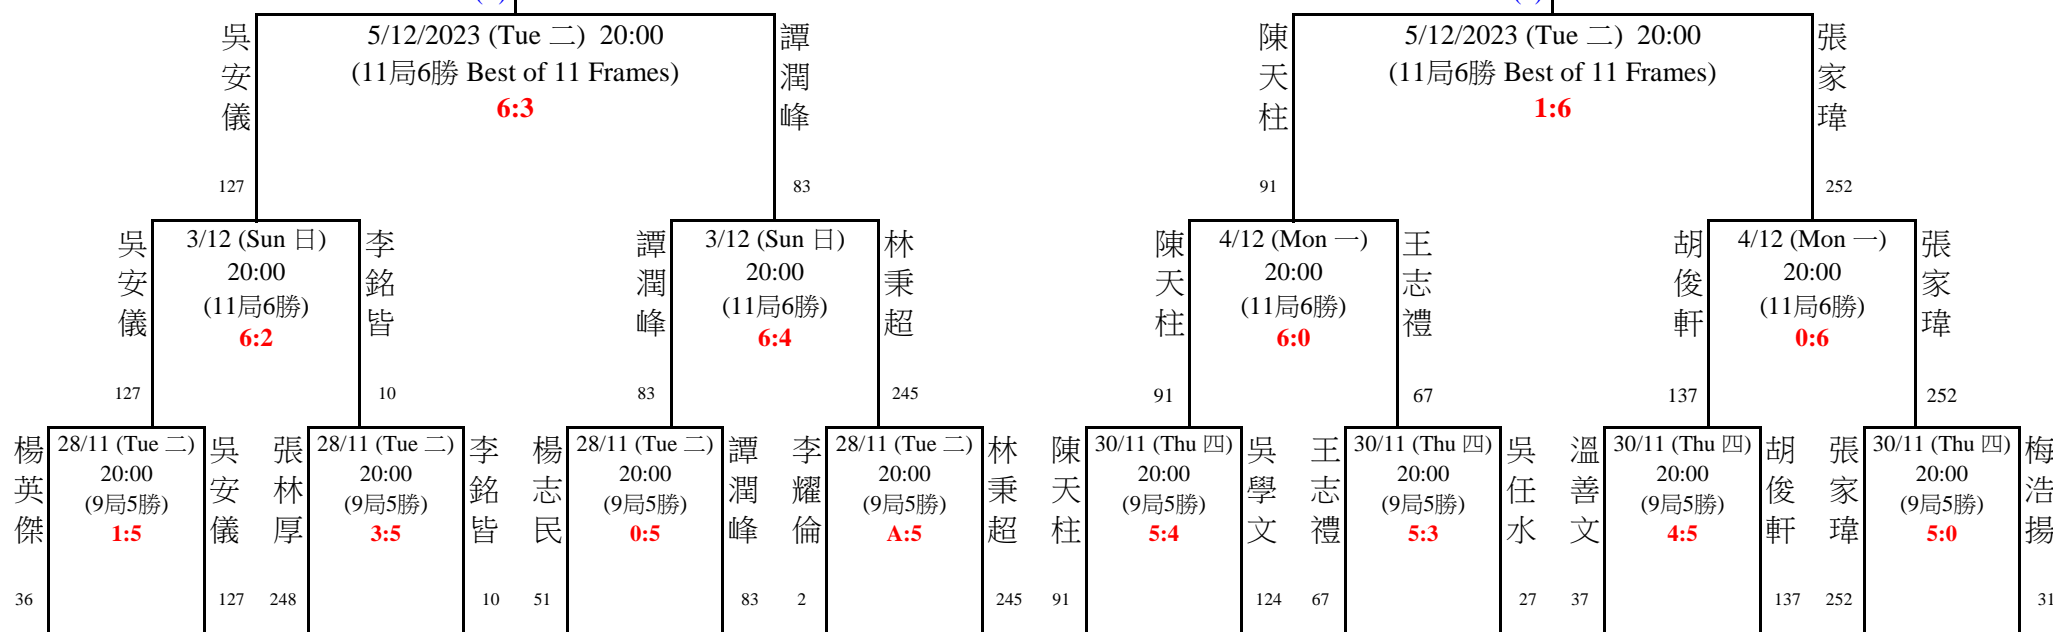 吳安儀
5/12/2023 (Tue 二) 20:00
(11局6勝 Best of 11 Frames)
6:3
譚潤峰
陳天柱
5/12/2023 (Tue 二) 20:00
(11局6勝 Best of 11 Frames)
1:6
張家瑋
127
83
91
252
吳安儀
3/12 (Sun 日)
20:00
(11局6勝)
6:2
李銘皆
譚潤峰
3/12 (Sun 日)
20:00
(11局6勝)
6:4
林秉超
陳天柱
4/12 (Mon 一)
20:00
(11局6勝)
6:0
王志禮
胡俊軒
4/12 (Mon 一)
20:00
(11局6勝)
0:6
張家瑋
127
10
83
245
91
67
137
252
楊英傑
28/11 (Tue 二)
20:00
(9局5勝)
1:5
吳安儀
張林厚
28/11 (Tue 二)
20:00
(9局5勝)
3:5
李銘皆
楊志民
28/11 (Tue 二)
20:00
(9局5勝)
0:5
譚潤峰
李耀倫
28/11 (Tue 二)
20:00
(9局5勝)
A:5
林秉超
陳天柱
30/11 (Thu 四)
20:00
(9局5勝)
5:4
吳學文
王志禮
30/11 (Thu 四)
20:00
(9局5勝)
5:3
吳任水
溫善文
30/11 (Thu 四)
20:00
(9局5勝)
4:5
胡俊軒
張家瑋
30/11 (Thu 四)
20:00
(9局5勝)
5:0
梅浩揚
36
127
248
10
51
83
2
245
91
124
67
27
37
137
252
31